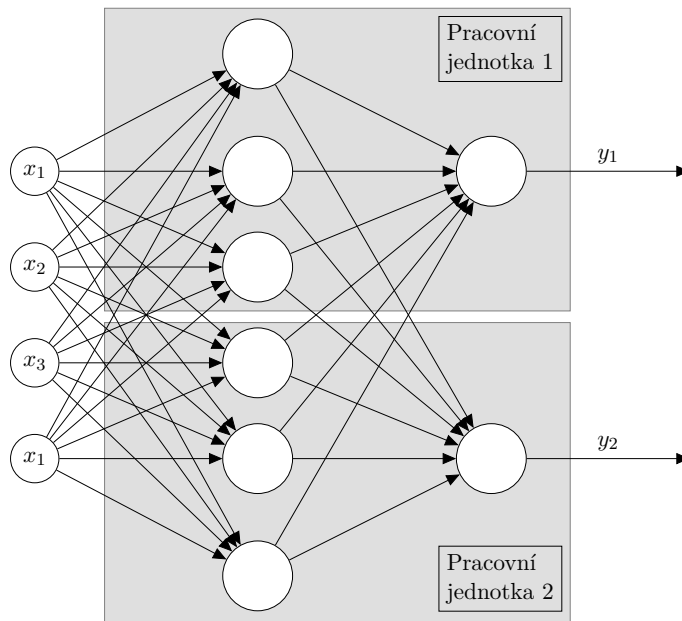 Pracovní
jednotka 1
x₁
y₁
x₂
x₃
x₁
y₂
Pracovní
jednotka 2